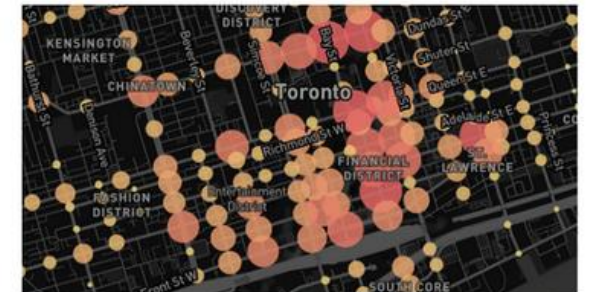 DISCOVERY
DISTRICT
Dundas St E
KENSINGTON
MARKET
Bay St
Shuter St
Beverley St
Simcoe St
Victoria St
Queen St E
Bathurst St
CHINATOWN
Toronto
Adelaide St E
Denison Ave
Richmond St W
Princess St
FINANCIAL
DISTRICT
LAWRENCE
FASHION
DISTRICT
Entertainment
District
Front St W
SOUTH CORE